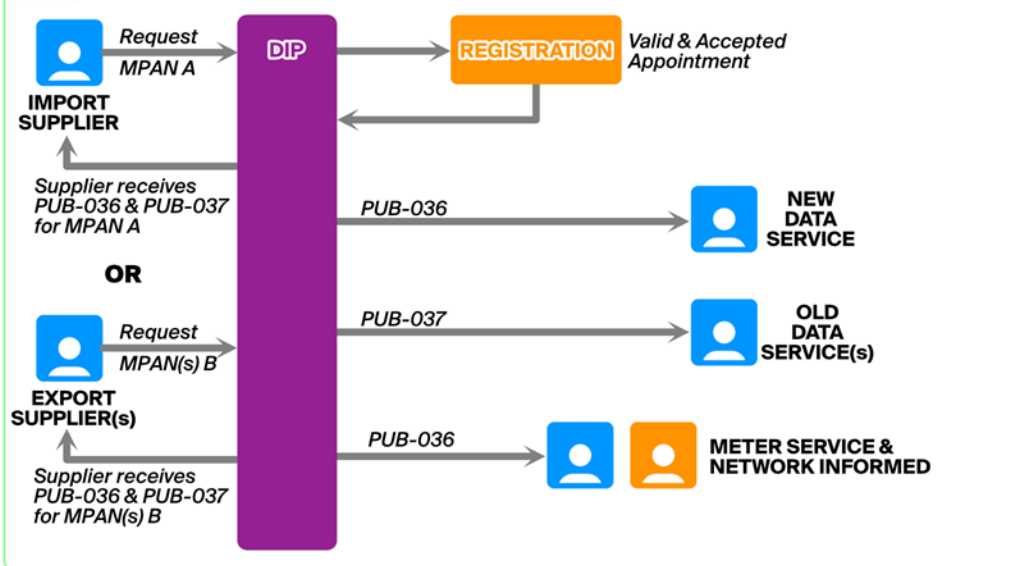 Request
MPAN A
IMPORT
SUPPLIER
DIP
REGISTRATION
Valid & Accepted
Appointment
Supplier receives
PUB-036 & PUB-037
for MPAN A
PUB-036
NEW
DATA
SERVICE
OR
PUB-037
OLD
DATA
SERVICE(s)
Request
MPAN(s) B
EXPORT
SUPPLIER(s)
PUB-036
METER SERVICE &
NETWORK INFORMED
Supplier receives
PUB-036 & PUB-037
for MPAN(s) B